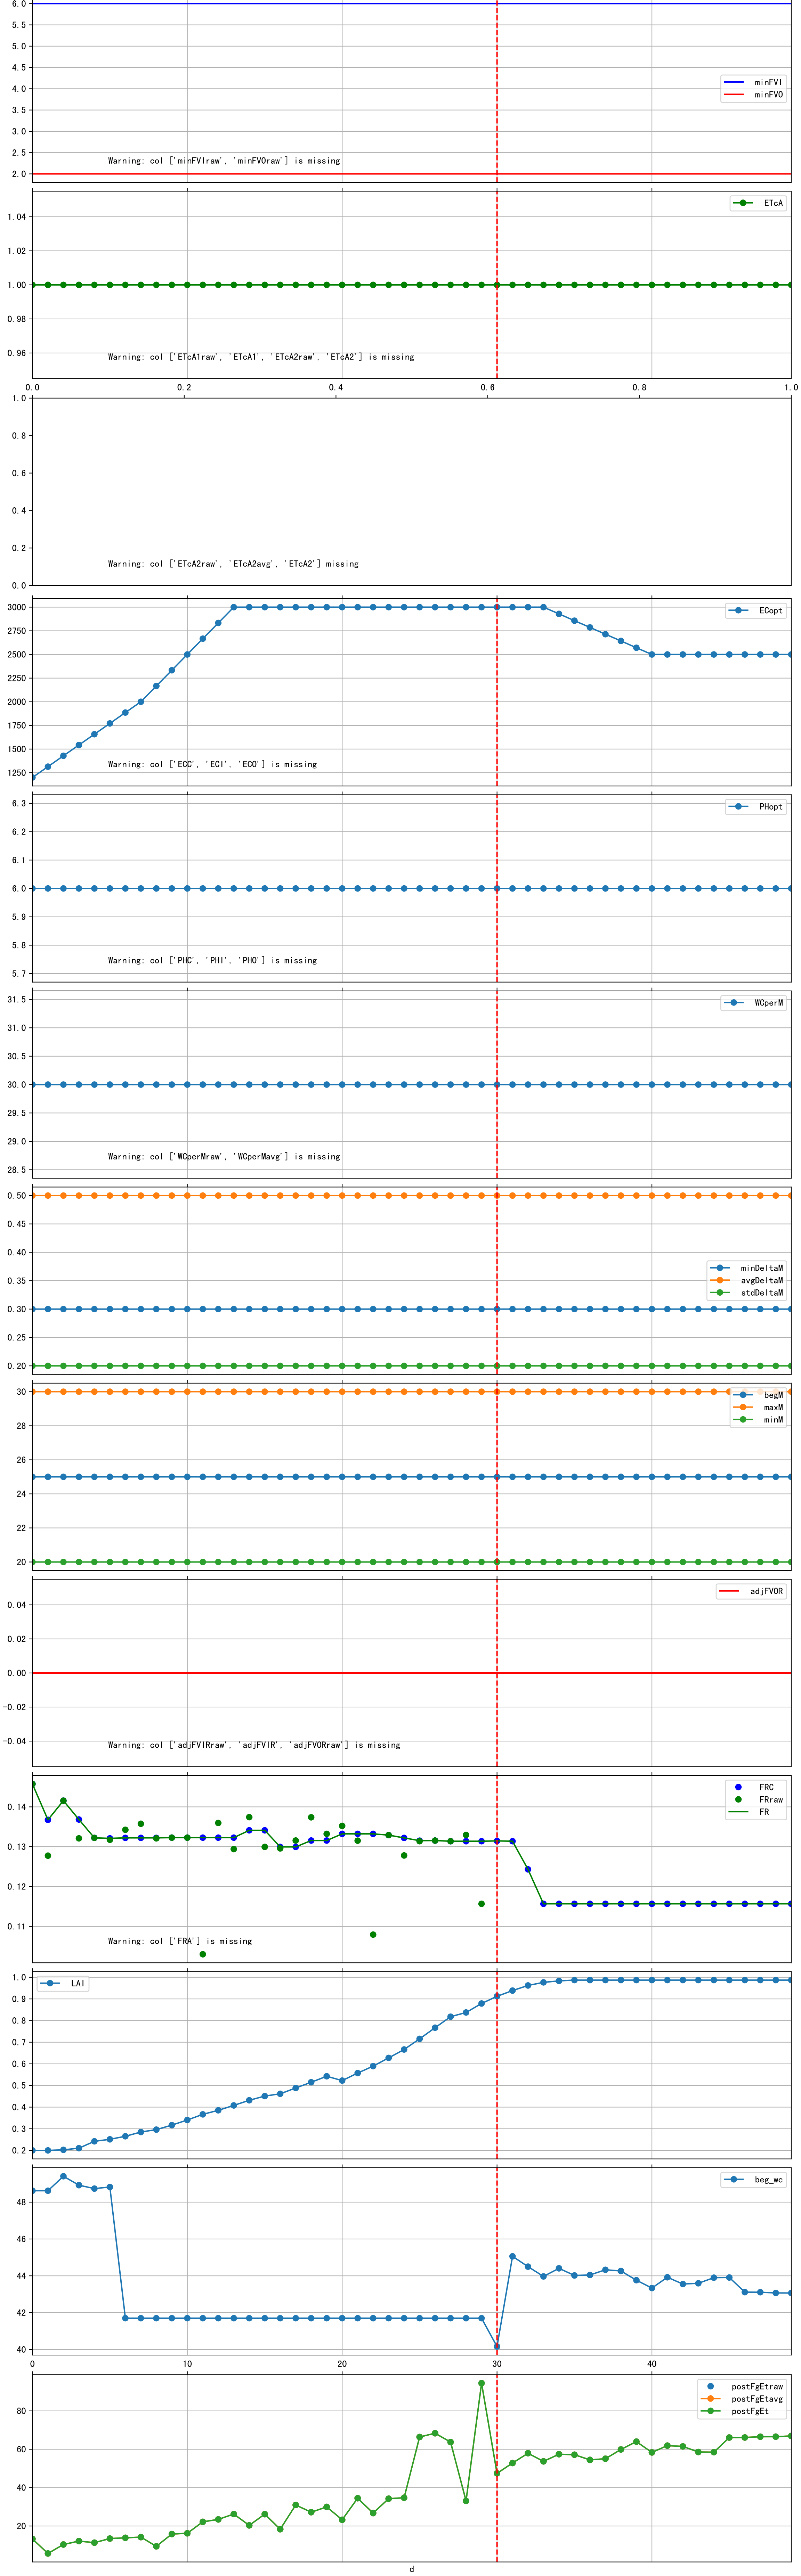 6.0
5.5
5.0
4.5
4.0
3.5
3.0
2.5
2.0
minFVI
minFVO
Warning: col ['minFVIraw', 'minFVOraw'] is missing
1.04
1.02
1.00
0.98
0.96
ETcA
Warning: col ['ETcA1raw', 'ETcA1', 'ETcA2raw', 'ETcA2'] is missing
0.0 0.2 0.4 0.6 0.8 1.0
1.0
0.8
0.6
0.4
0.2
0.0
Warning: col ['ETcA2raw', 'ETcA2avg', 'ETcA2'] missing
3000
2750
2500
2250
2000
1750
1500
1250
ECopt
Warning: col ['ECC', 'ECI', 'ECO'] is missing
6.3
6.2
6.1
6.0
5.9
5.8
5.7
PHopt
Warning: col ['PHC', 'PHI', 'PHO'] is missing
31.5
31.0
30.5
30.0
29.5
29.0
28.5
WCperM
Warning: col ['WCperMraw', 'WCperMavg'] is missing
0.50
0.45
0.40
0.35
0.30
0.25
0.20
minDeltaM
avgDeltaM
stdDeltaM
30
28
26
24
22
20
begM
maxM
minM
0.04
0.02
0.00
-0.02
-0.04
adjFVOR
Warning: col ['adjFVIRraw', 'adjFVIR', 'adjFVORraw'] is missing
0.14
0.13
0.12
0.11
FRC
FRraw
FR
Warning: col ['FRA'] is missing
1.0
0.9
0.8
0.7
0.6
0.5
0.4
0.3
0.2
LAI
48
46
44
42
40
beg_wc
0 10 20 30 40
80
60
40
20
postFgEtraw
postFgEtavg
postFgEt
d